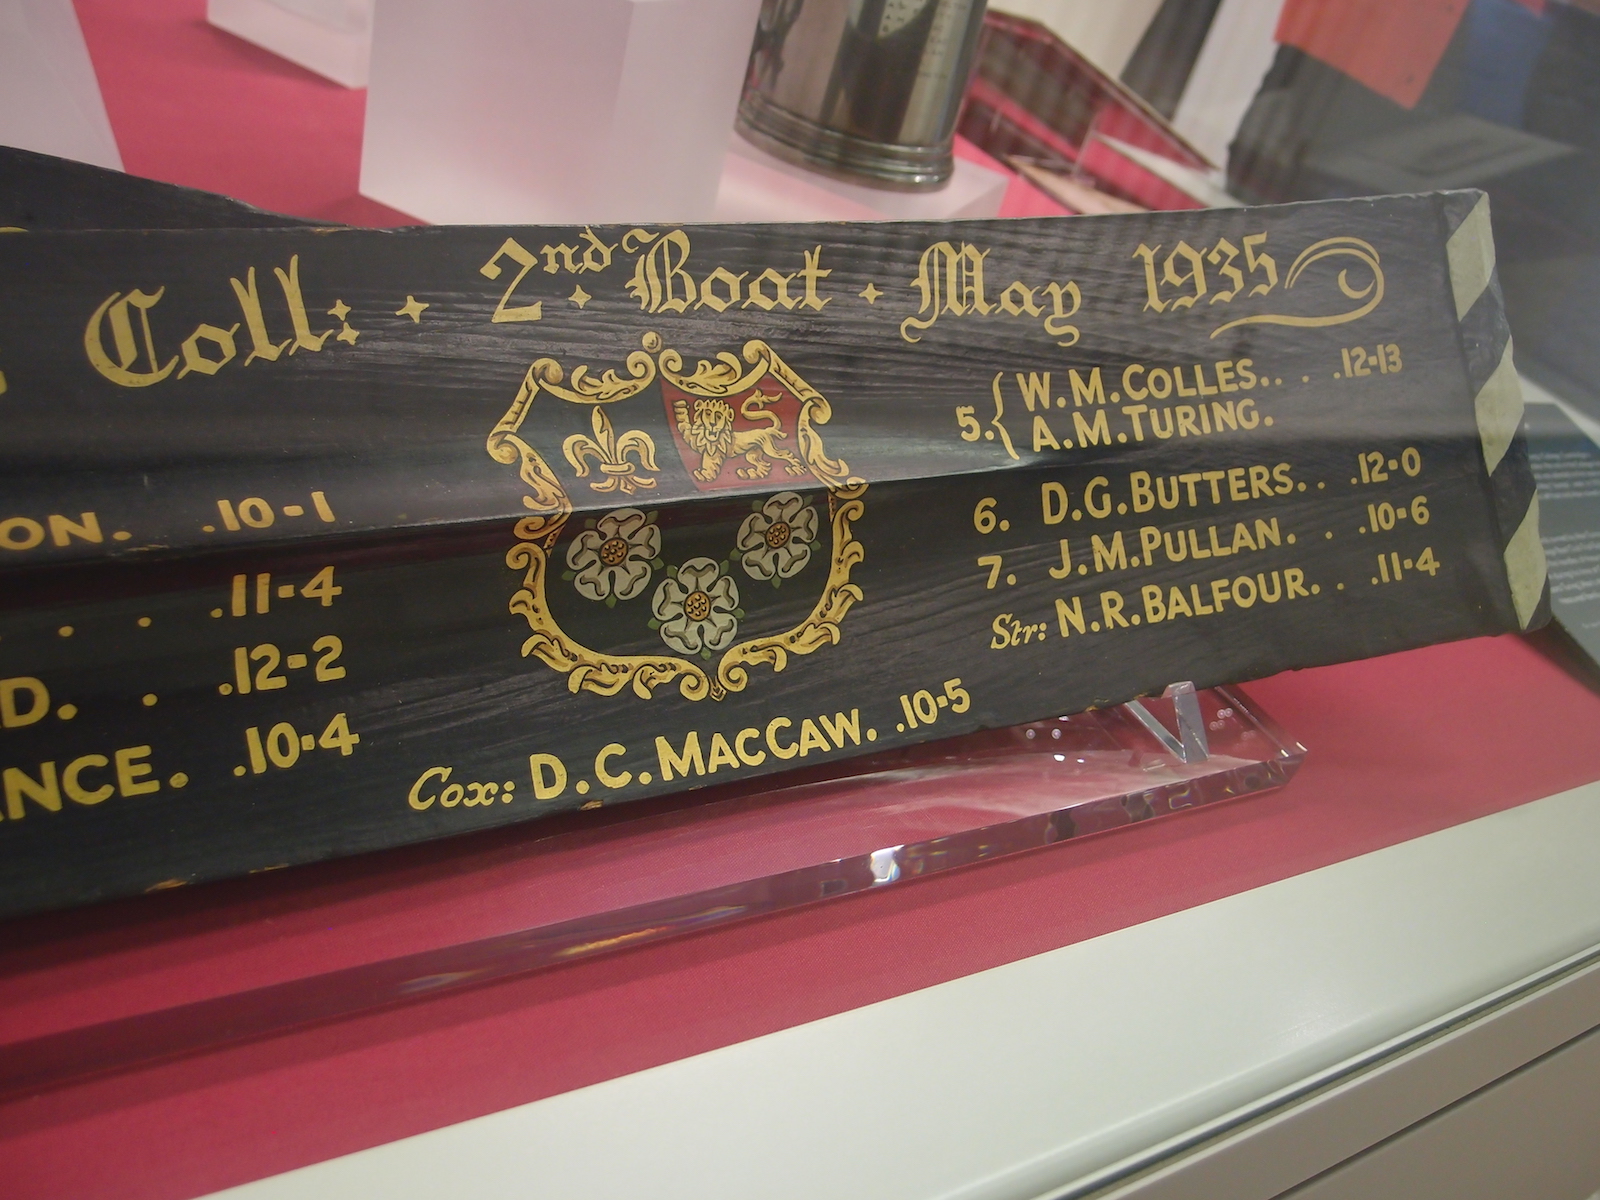 Coll: 2nd Boat · May 1935
ON. .10-1
. . . .11-4
D. . .12-2
ANCE. .10-4
Cox: D.C.MACCAW. .10-5
5.{ W.M.COLLES.. . .12-13
A.M.TURING.
6. D.G.BUTTERS. . .12-0
7. J.M.PULLAN. . .10-6
Str: N.R.BALFOUR. . .11-4